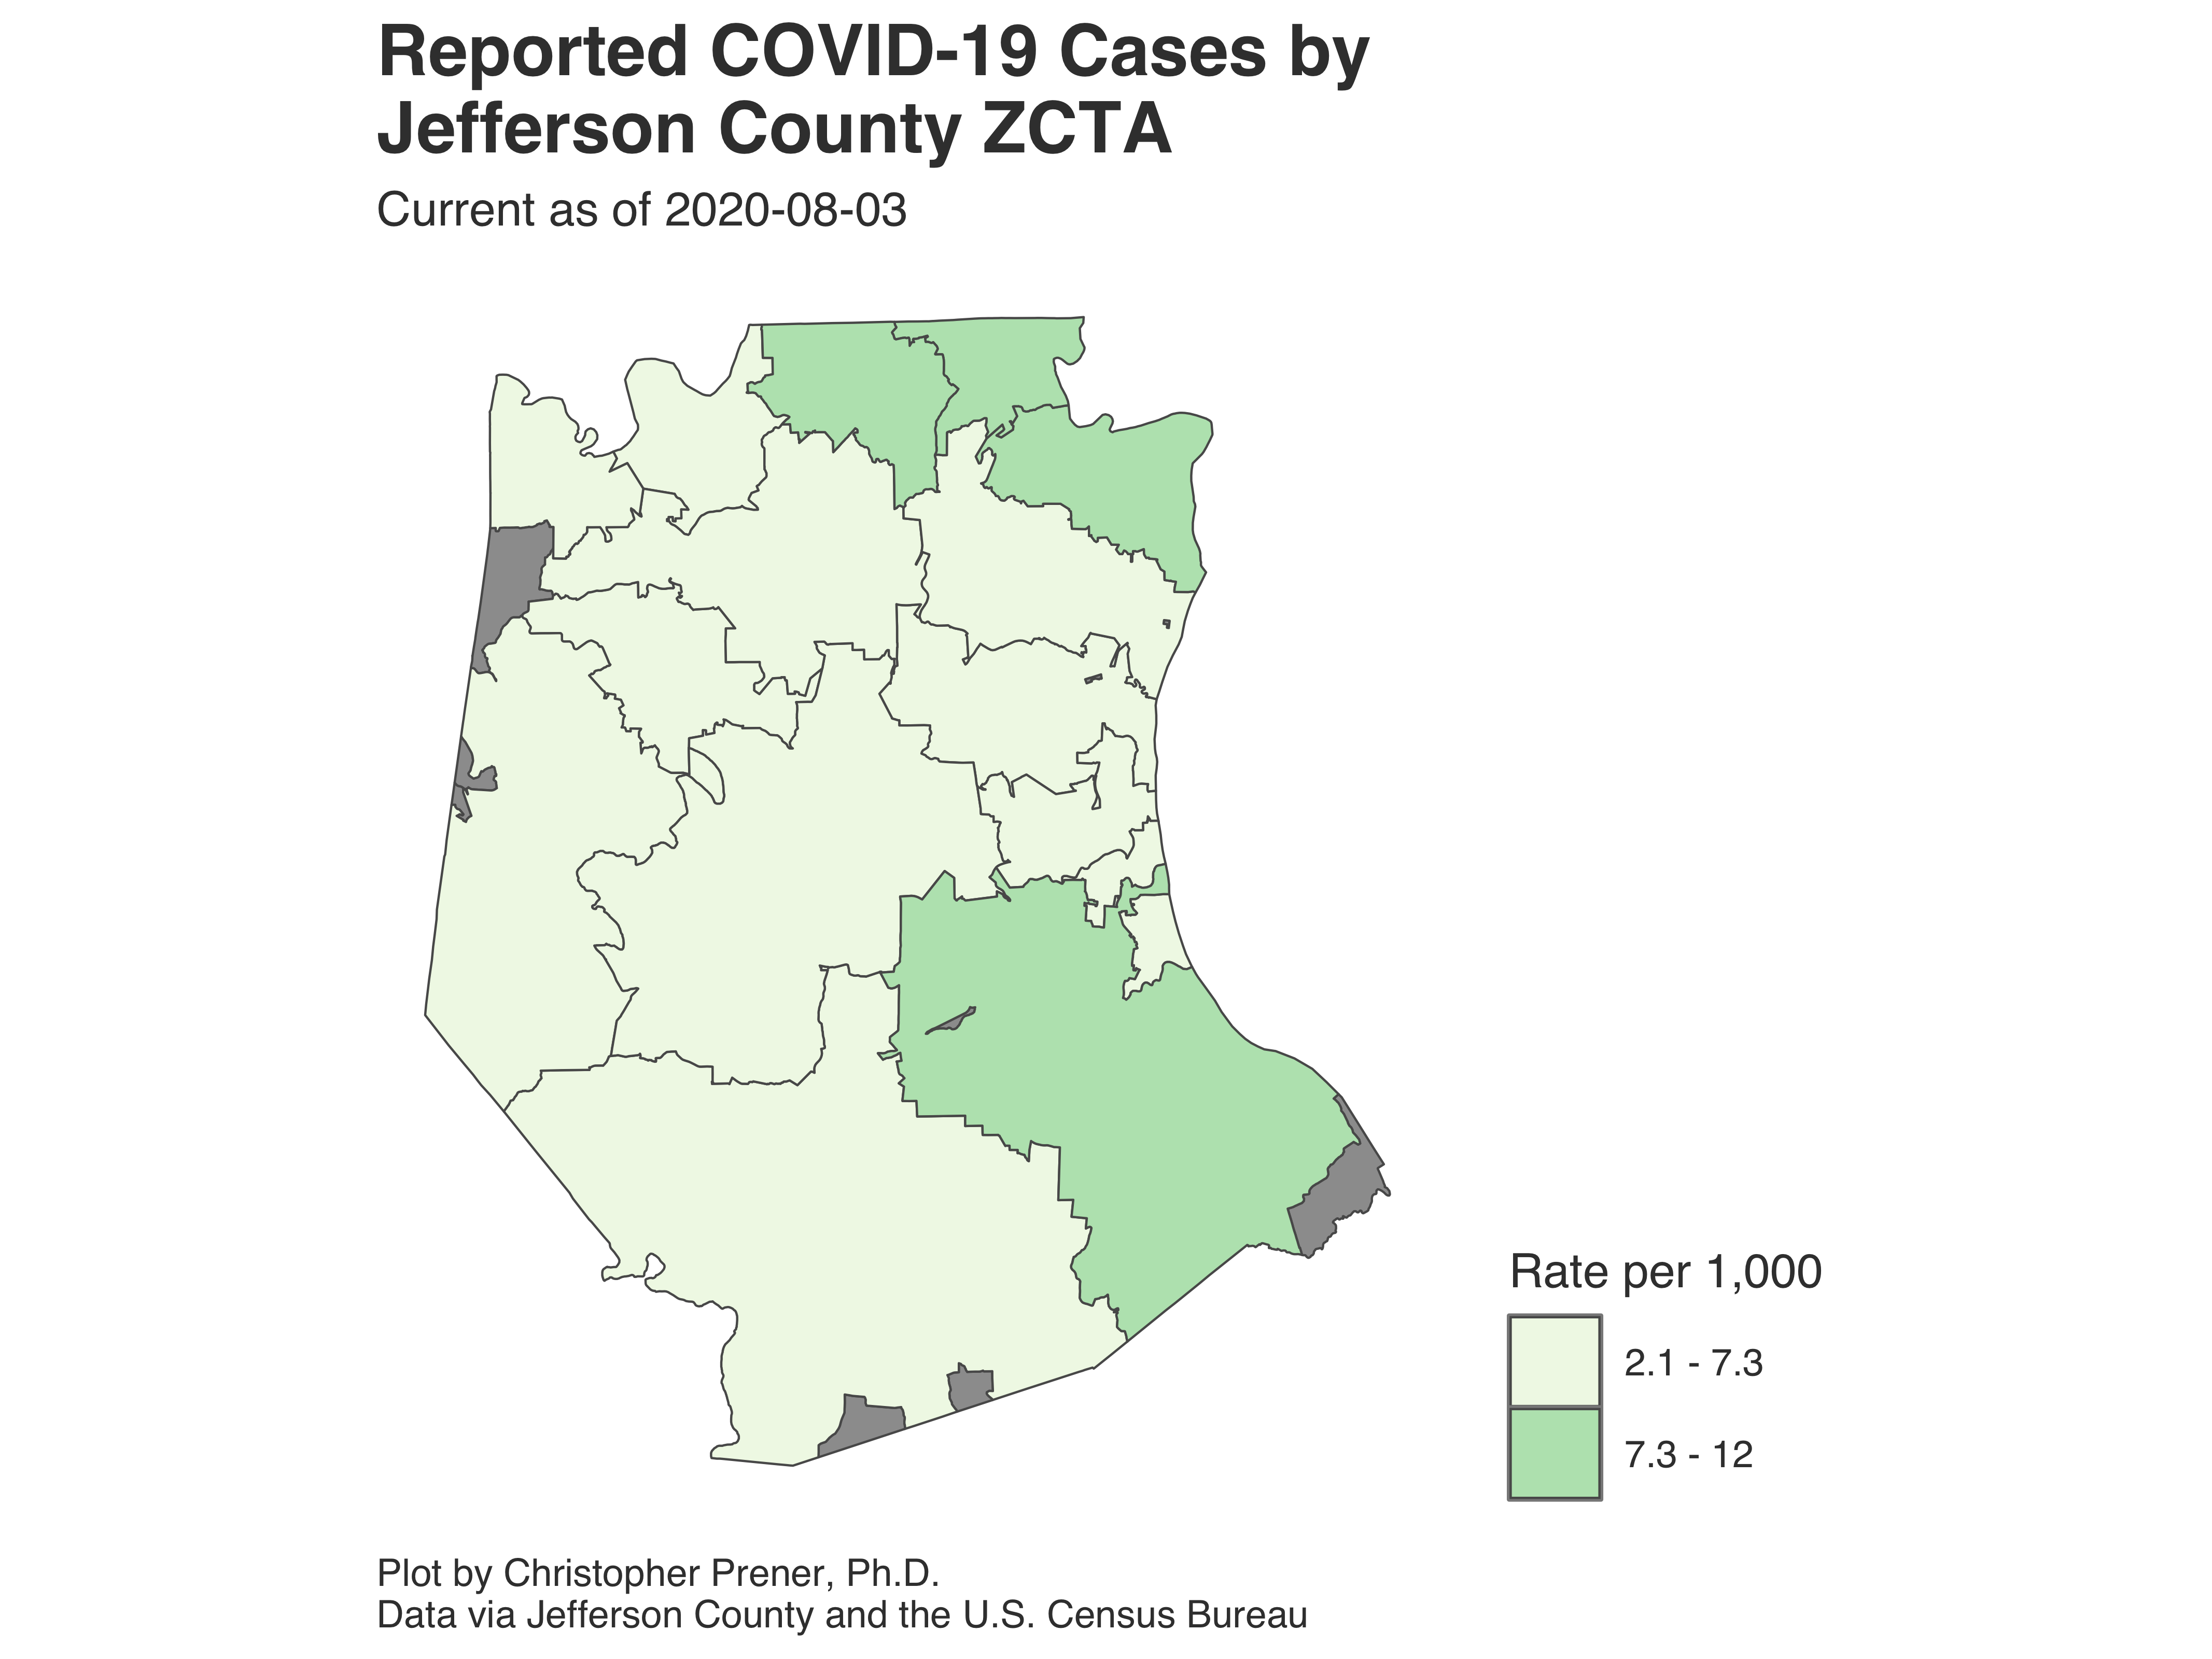 Reported COVID-19 Cases by
Jefferson County ZCTA
Current as of 2020-08-03
Rate per 1,000
2.1 - 7.3
7.3 - 12
Plot by Christopher Prener, Ph.D.
Data via Jefferson County and the U.S. Census Bureau